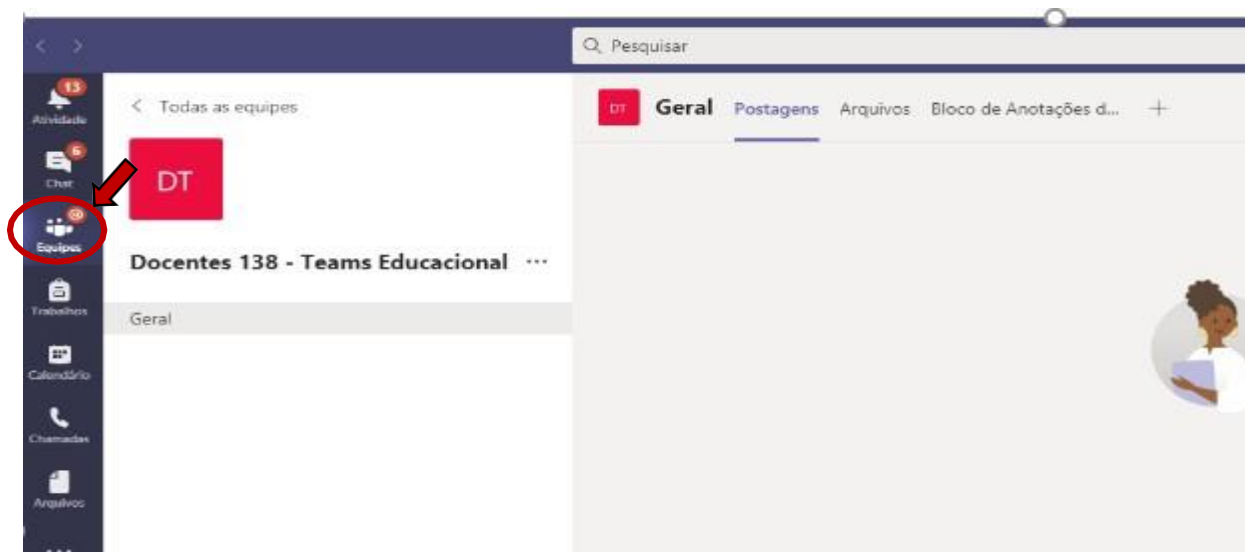 Pesquisar
13
Atividade
6
Chat
@
Equipes
Trabalhos
Calendário
Chamadas
Arquivos
Todas as equipes
DT
Docentes 138 - Teams Educacional ...
Geral
DT Geral Postagens Arquivos Bloco de Anotações d... +